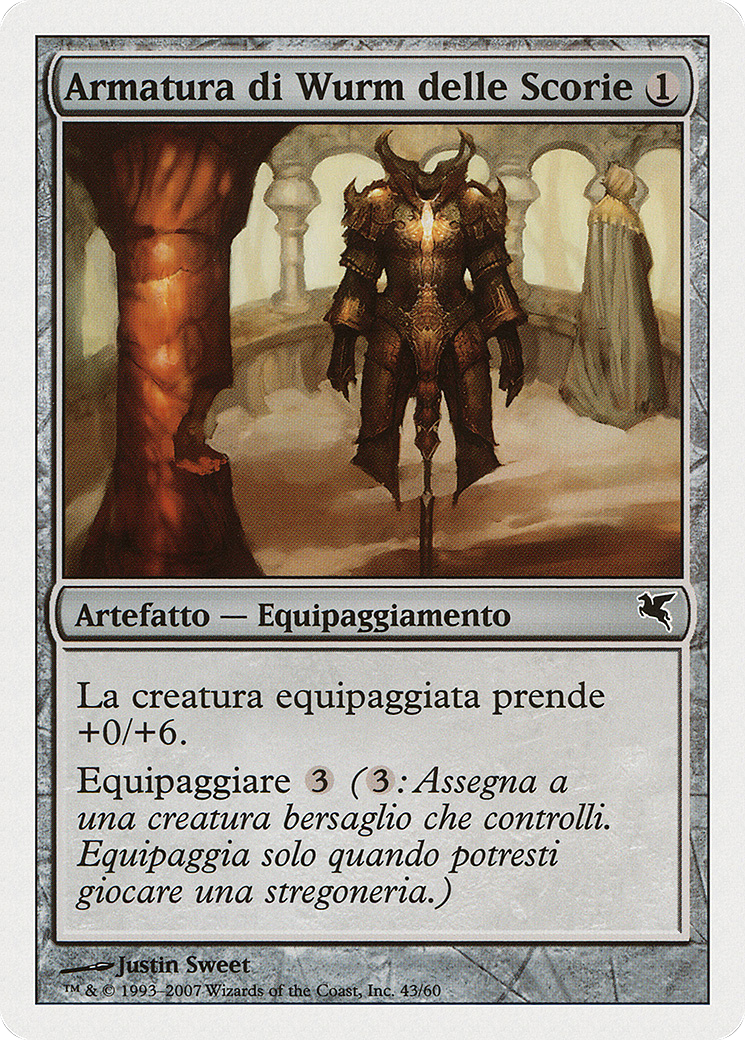 Armatura di Wurm delle Scorie 1
Artefatto — Equipaggiamento
La creatura equipaggiata prende
+0/+6.
Equipaggiare 3 (3: Assegna a
una creatura bersaglio che controlli.
Equipaggia solo quando potresti
giocare una stregoneria.)
Justin Sweet
™ & © 1993–2007 Wizards of the Coast, Inc. 43/60